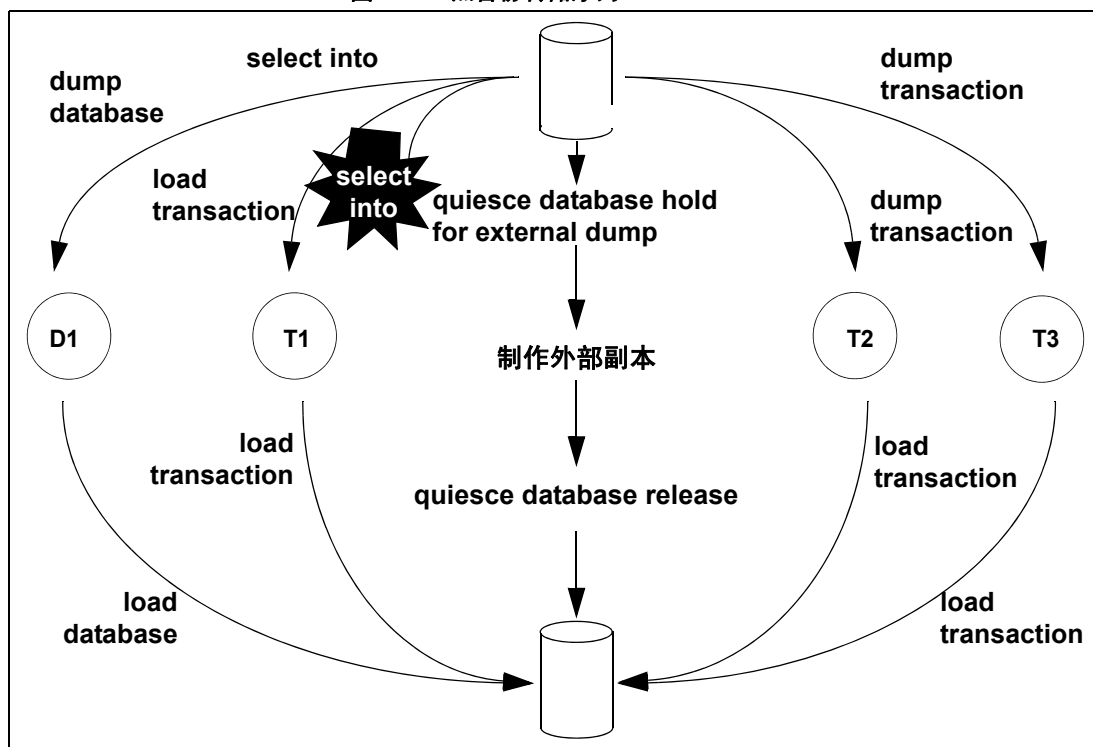 select into
dump
database
dump
transaction
load
transaction
select
into
quiesce database hold
for external dump
dump
transaction
D1
T1
制作外部副本
T2
T3
load
transaction
quiesce database release
load
transaction
load
database
load
transaction